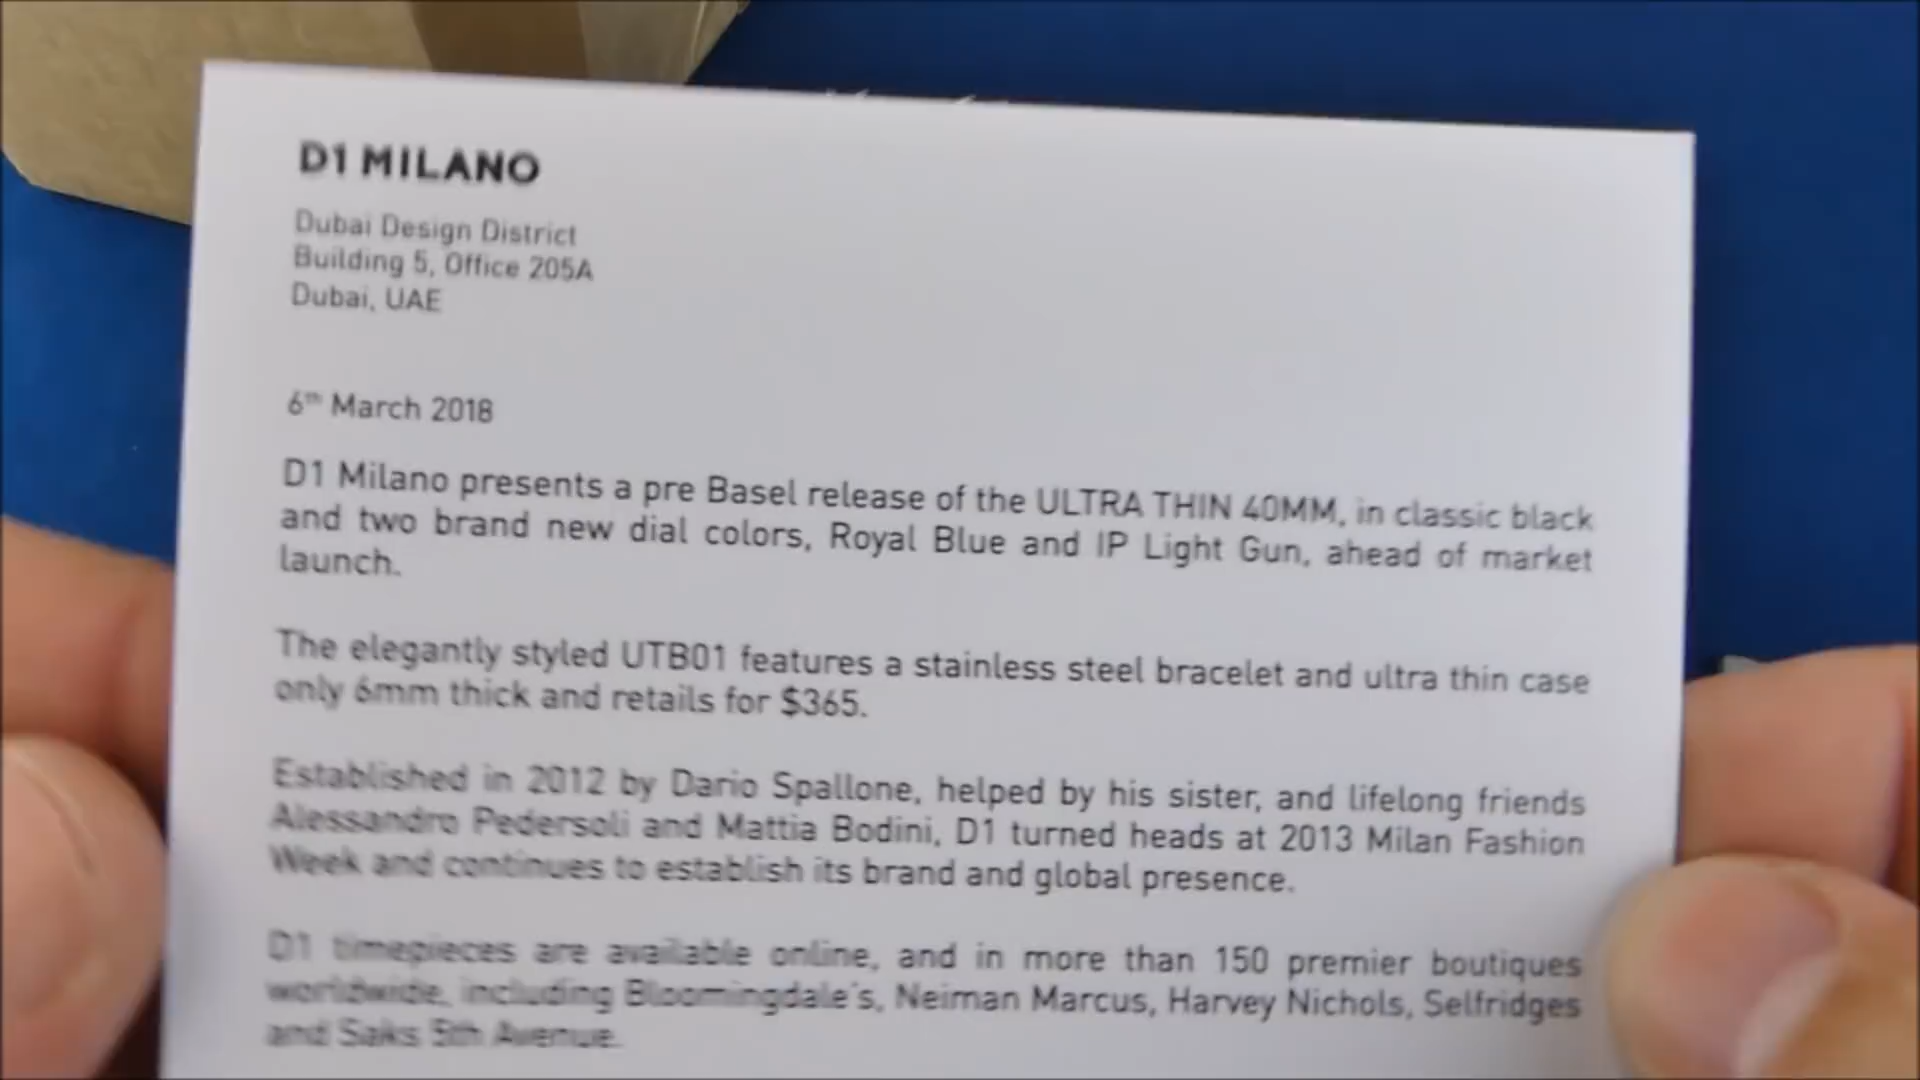 D1 MILANO
Dubai Design District
Building 5, Office 205A
Dubai, UAE
6th March 2018
D1 Milano presents a pre Basel release of the ULTRA THIN 40MM, in classic black
and two brand new dial colors, Royal Blue and IP Light Gun, ahead of market
launch.
The elegantly styled UTB01 features a stainless steel bracelet and ultra thin case
only 6mm thick and retails for $365.
Established in 2012 by Dario Spallone, helped by his sister, and lifelong friends
Alessandro Pedersoli and Mattia Bodini, D1 turned heads at 2013 Milan Fashion
Week and continues to establish its brand and global presence.
D1 timepieces are available online, and in more than 150 premier boutiques
worldwide, including Bloomingdale's, Neiman Marcus, Harvey Nichols, Selfridges
and Saks 5th Avenue.